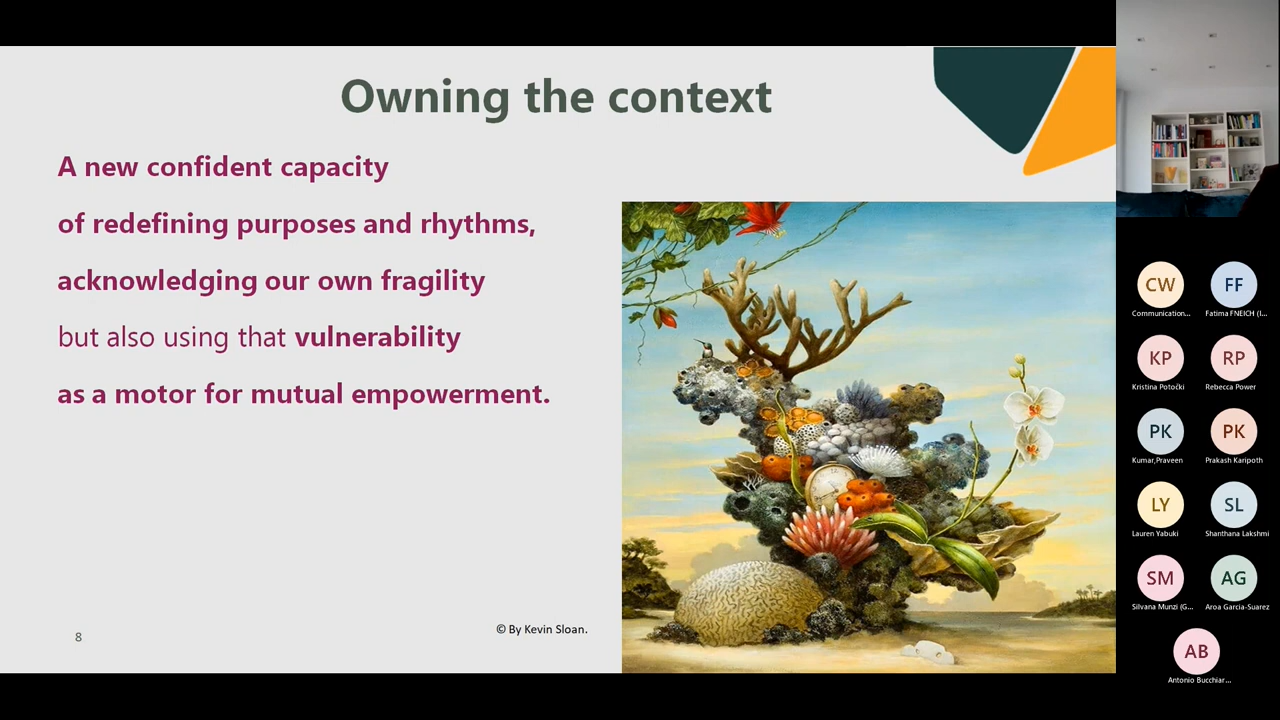 Owning the context
A new confident capacity
of redefining purposes and rhythms,
acknowledging our own fragility
but also using that vulnerability
as a motor for mutual empowerment.
© By Kevin Sloan.
8
CW
FF
Communication...
Fatima FNEICH (I...
KP
RP
Kristina Potočki
Rebecca Power
PK
PK
Kumar,Praveen
Prakash Karipoth
LY
SL
Lauren Yabuki
Shanthana Lakshmi
SM
AG
Silvana Munzi (G...
Aroa Garcia-Suarez
AB
Antonio Bucchiar...